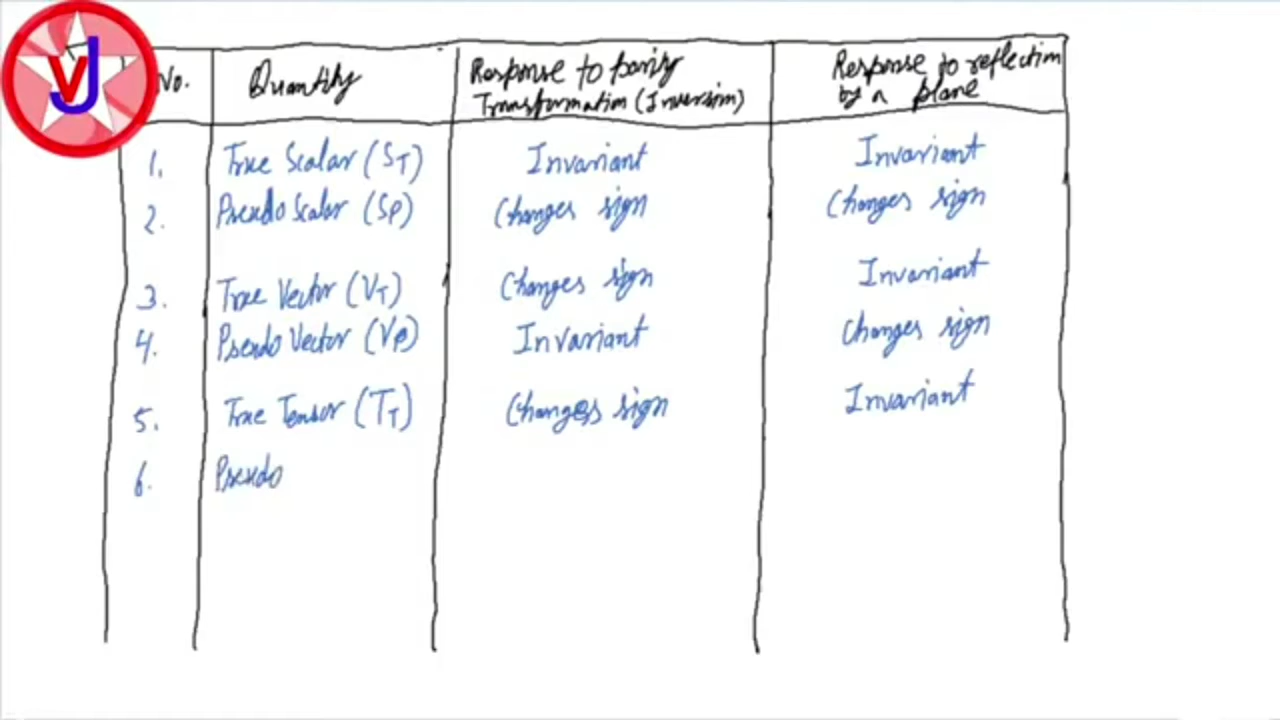 VJ
No. Quantity Response to parity Transformation (Inversion) Response to reflection by a plane
1. True Scalar (ST) Invariant Invariant
2. Pseudo Scalar (SP) Changes sign Changes sign
3. True Vector (VT) Changes sign Invariant
4. Pseudo Vector (VP) Invariant Changes sign
5. True Tensor (TT) Changes sign Invariant
6. Pseudo